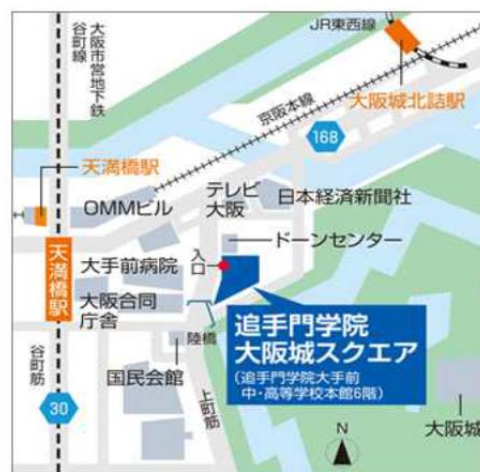 大阪市営地下鉄
谷町線
JR東西線
大阪城北詰駅
京阪本線
168
天満橋駅
OMMビル
テレビ
大阪
日本経済新聞社
ドーンセンター
天満橋駅
大手前病院
入口
大阪合同
庁舎
陸橋
追手門学院
大阪城スクエア
(追手門学院大手前
中・高等学校本館6階)
谷町筋
国民会館
上町筋
30
N
大阪城